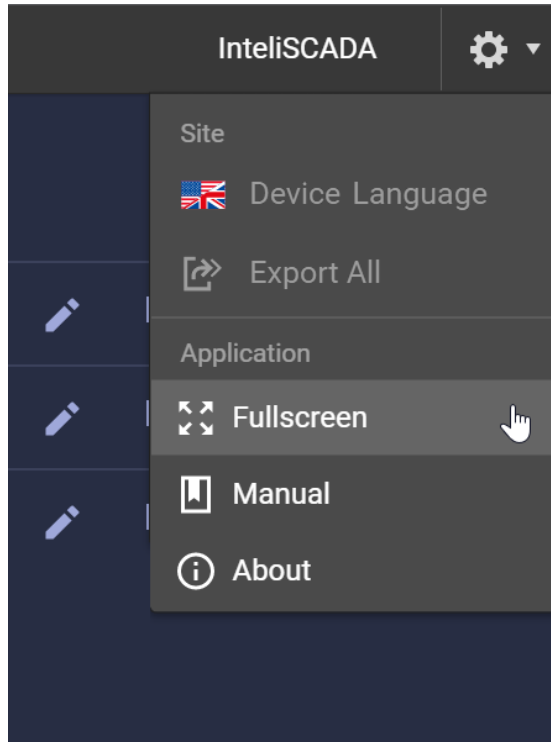 InteliSCADA
Site
Device Language
Export All
Application
Fullscreen
Manual
About